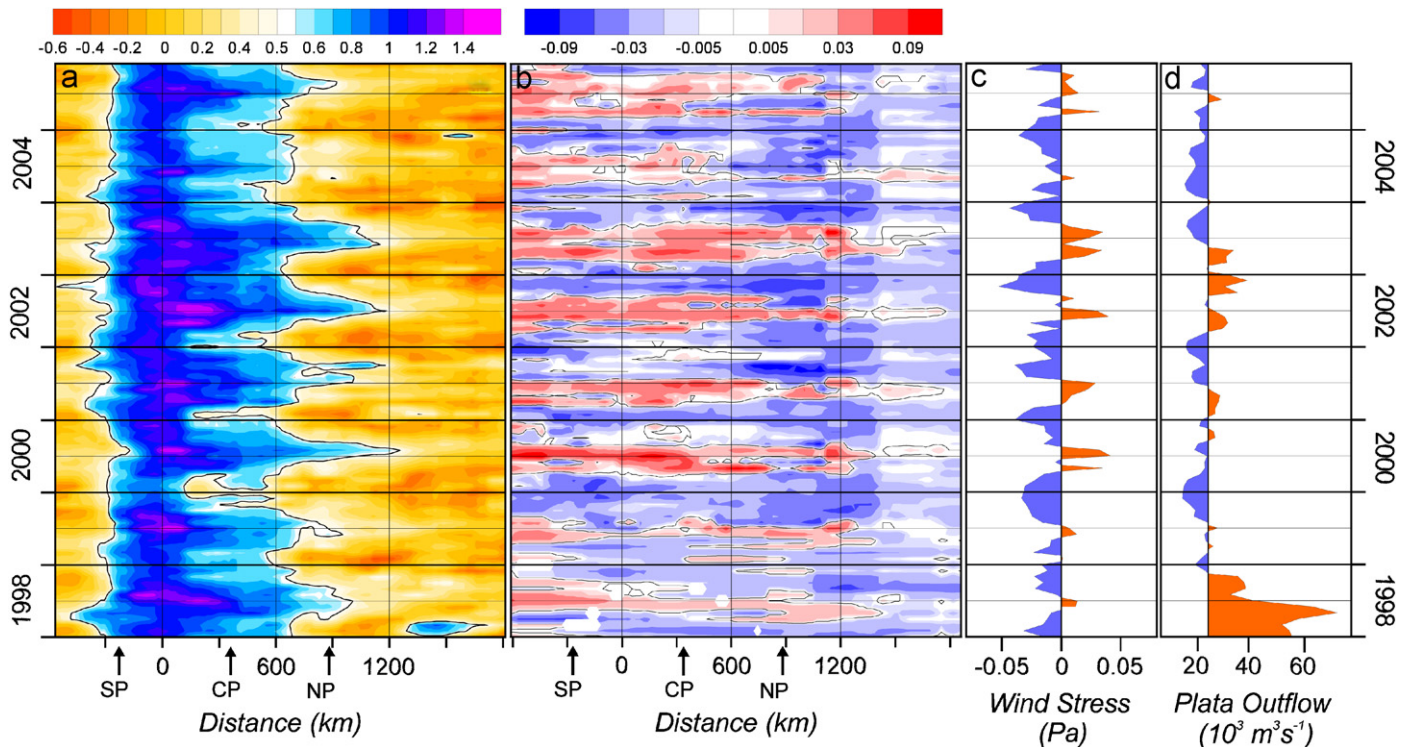 -0.6 -0.4 -0.2 0 0.2 0.4 0.6 0.8 1 1.2 1.4
-0.09 -0.03 -0.005 0.005 0.03 0.09
a
b
c
d
2004
2002
2000
1998
2004
2002
2000
1998
0 600 1200
SP CP NP
Distance (km)
0 600 1200
SP CP NP
Distance (km)
-0.05 0 0.05
Wind Stress
(Pa)
20 40 60
Plata Outflow
(10³ m³s⁻¹)